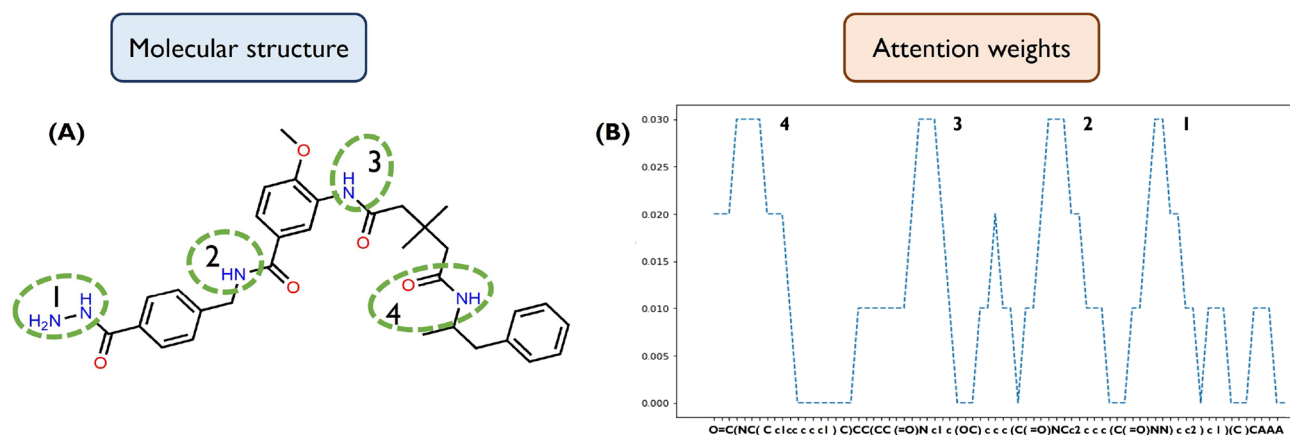 Molecular structure
Attention weights
(A)
O
3
H
N
O
2
HN
O
1
H
H₂N
N
O
O
NH
4
(B)
0.030
0.025
0.020
0.015
0.010
0.005
0.000
4
3
2
1
O=C(NC( C c1cc c c c1 ) C)CC(CC (=O)N c1 c (OC) c c c (C( =O)NCc2 c c c (C( =O)NN) c c2 ) c 1 )(C )CAAA